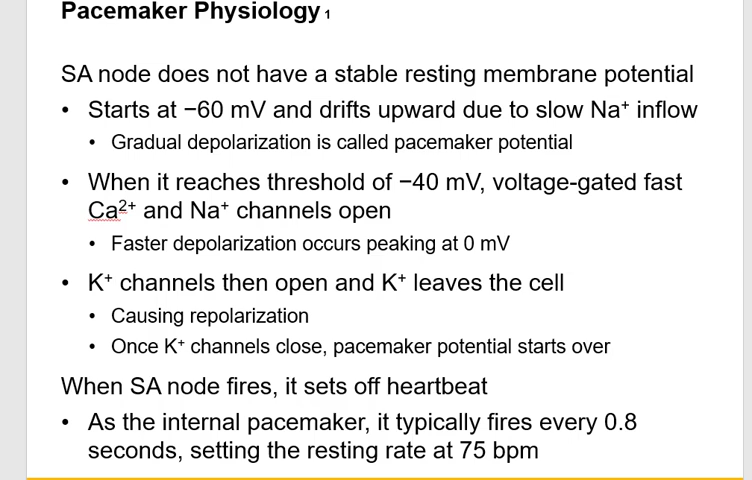 Pacemaker Physiology 1
SA node does not have a stable resting membrane potential
• Starts at −60 mV and drifts upward due to slow Na⁺ inflow
• Gradual depolarization is called pacemaker potential
• When it reaches threshold of −40 mV, voltage-gated fast
Ca²⁺ and Na⁺ channels open
• Faster depolarization occurs peaking at 0 mV
• K⁺ channels then open and K⁺ leaves the cell
• Causing repolarization
• Once K⁺ channels close, pacemaker potential starts over
When SA node fires, it sets off heartbeat
• As the internal pacemaker, it typically fires every 0.8
seconds, setting the resting rate at 75 bpm